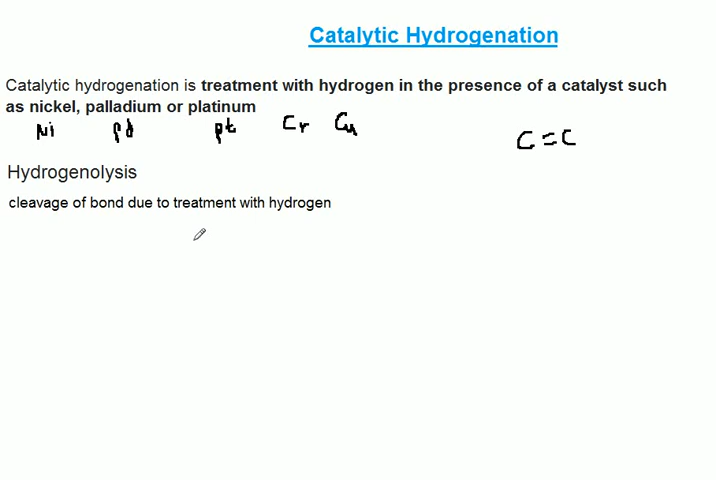 Catalytic Hydrogenation
Catalytic hydrogenation is treatment with hydrogen in the presence of a catalyst such
as nickel, palladium or platinum
Ni pd pt Cr Cu
C=C
Hydrogenolysis
cleavage of bond due to treatment with hydrogen